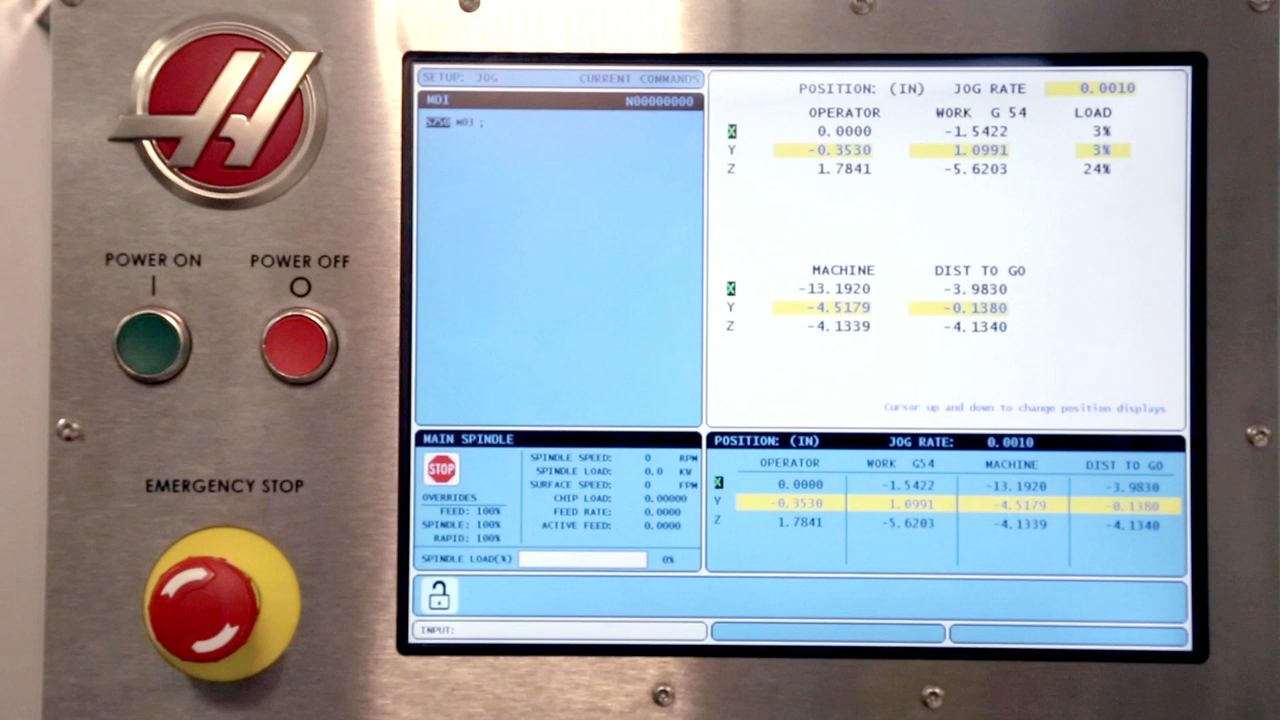 POWER ON
POWER OFF
EMERGENCY STOP
SETUP: JOG CURRENT COMMANDS
MDI N00000000
S750 M03 ;
POSITION: (IN) JOG RATE 0.0010
OPERATOR WORK G 54 LOAD
X 0.0000 -1.5422 3%
Y -0.3530 1.0991 3%
Z 1.7841 -5.6203 24%
MACHINE DIST TO GO
X -13.1920 -3.9830
Y -4.5179 -0.1380
Z -4.1339 -4.1340
Cursor up and down to change position displays
MAIN SPINDLE
STOP
OVERRIDES
FEED: 100%
SPINDLE: 100%
RAPID: 100%
SPINDLE SPEED: 0 RPM
SPINDLE LOAD: 0.0 KW
SURFACE SPEED: 0 FPM
CHIP LOAD: 0.00000
FEED RATE: 0.0000
ACTIVE FEED: 0.0000
SPINDLE LOAD(%) 0%
POSITION: (IN) JOG RATE: 0.0010
OPERATOR WORK G54 MACHINE DIST TO GO
X 0.0000 -1.5422 -13.1920 -3.9830
Y -0.3530 1.0991 -4.5179 -0.1380
Z 1.7841 -5.6203 -4.1339 -4.1340
INPUT: